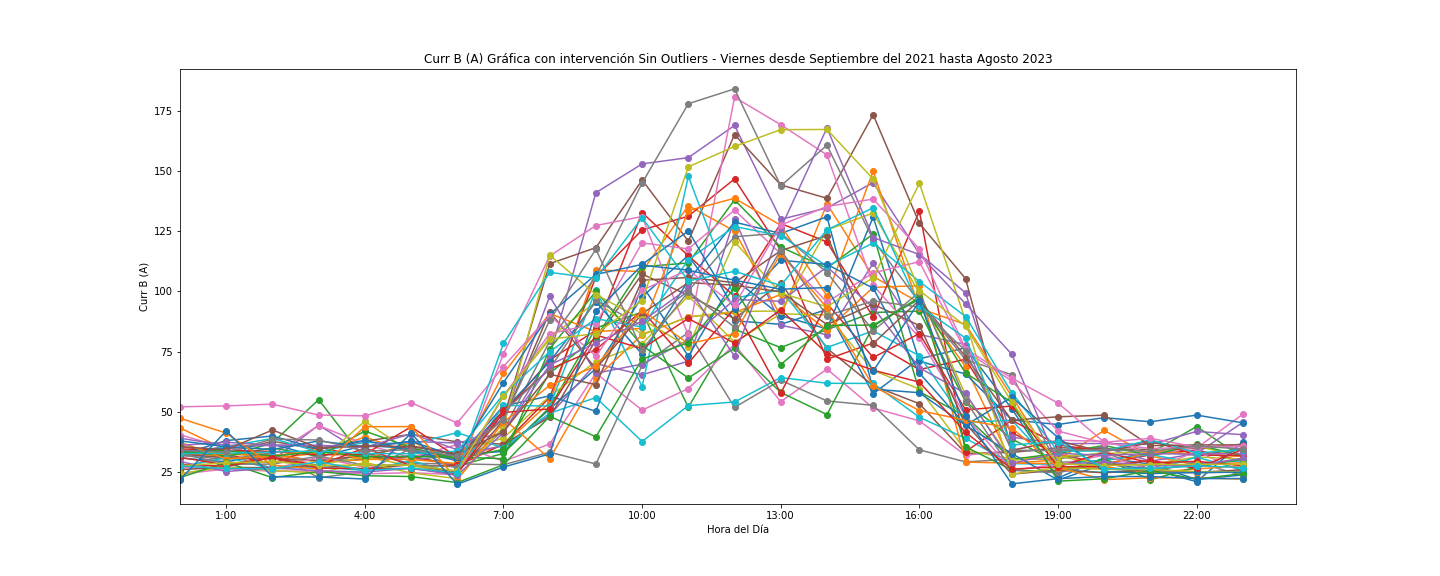 Curr B (A) Gráfica con intervención Sin Outliers - Viernes desde Septiembre del 2021 hasta Agosto 2023
175
150
125
100
75
50
25
Curr B (A)
1:00 4:00 7:00 10:00 13:00 16:00 19:00 22:00
Hora del Día